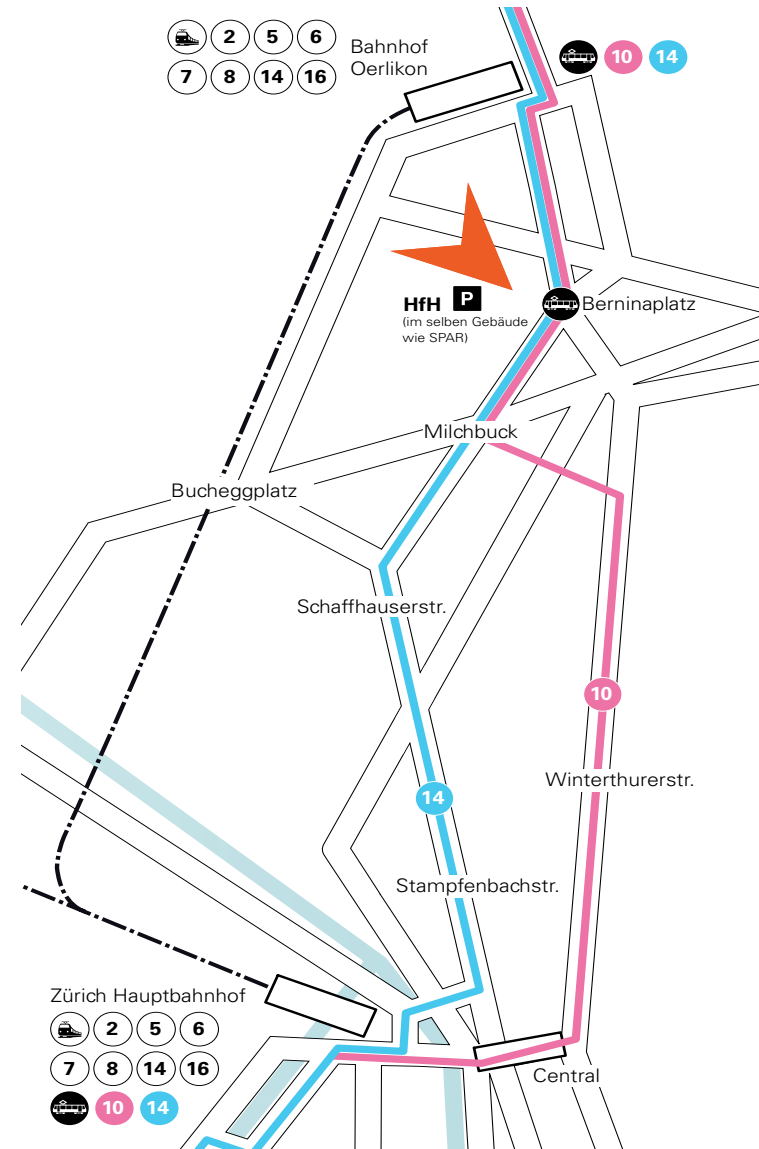 2 5 6
7 8 14 16
Bahnhof
Oerlikon
10 14
HfH P
(im selben Gebäude
wie SPAR)
Berninaplatz
Milchbuck
Bucheggplatz
Schaffhauserstr.
10
Winterthurerstr.
14
Stampfenbachstr.
Zürich Hauptbahnhof
2 5 6
7 8 14 16
10 14
Central